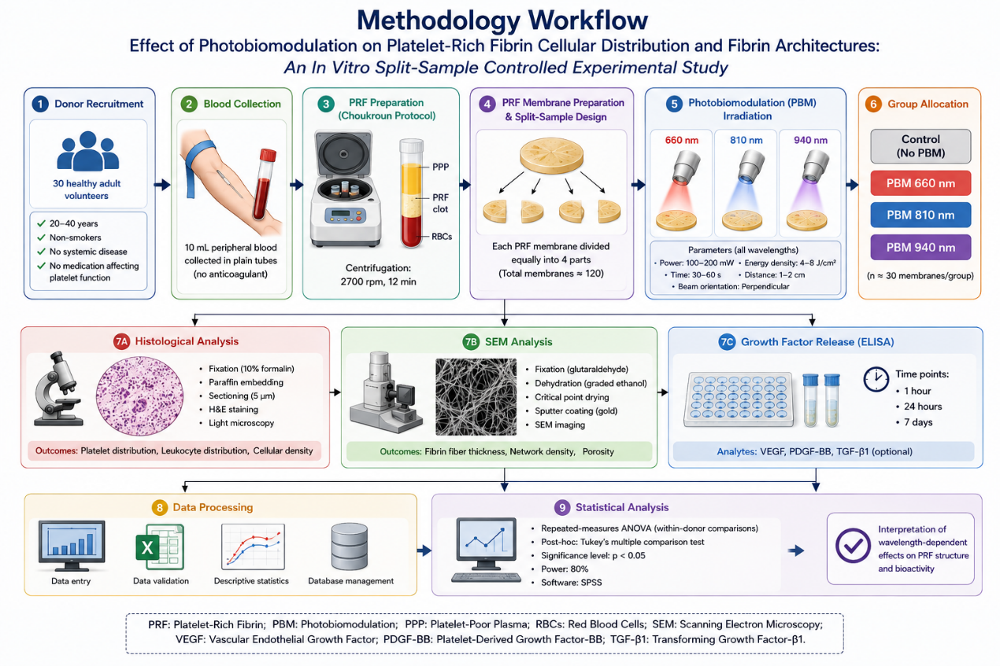 Methodology Workflow
Effect of Photobiomodulation on Platelet-Rich Fibrin Cellular Distribution and Fibrin Architectures:
An In Vitro Split-Sample Controlled Experimental Study
1 Donor Recruitment
30 healthy adult
volunteers
✓ 20–40 years
✓ Non-smokers
✓ No systemic disease
✓ No medication affecting
platelet function
2 Blood Collection
10 mL peripheral blood
collected in plain tubes
(no anticoagulant)
3 PRF Preparation
(Choukroun Protocol)
PPP
PRF
clot
RBCs
Centrifugation:
2700 rpm, 12 min
4 PRF Membrane Preparation
& Split-Sample Design
Each PRF membrane divided
equally into 4 parts
(Total membranes ≈ 120)
5 Photobiomodulation (PBM)
Irradiation
660 nm 810 nm 940 nm
Parameters (all wavelengths)
• Power: 100–200 mW • Energy density: 4–8 J/cm²
• Time: 30–60 s • Distance: 1–2 cm
• Beam orientation: Perpendicular
6 Group Allocation
Control
(No PBM)
PBM 660 nm
PBM 810 nm
PBM 940 nm
(n ≈ 30 membranes/group)
7A Histological Analysis
• Fixation (10% formalin)
• Paraffin embedding
• Sectioning (5 μm)
• H&E staining
• Light microscopy
Outcomes: Platelet distribution, Leukocyte distribution, Cellular density
7B SEM Analysis
• Fixation (glutaraldehyde)
• Dehydration (graded ethanol)
• Critical point drying
• Sputter coating (gold)
• SEM imaging
Outcomes: Fibrin fiber thickness, Network density, Porosity
7C Growth Factor Release (ELISA)
Time points:
• 1 hour
• 24 hours
• 7 days
Analytes: VEGF, PDGF-BB, TGF-β1 (optional)
8 Data Processing
X
Data entry
Data validation
Descriptive statistics
Database management
9 Statistical Analysis
• Repeated-measures ANOVA (within-donor comparisons)
• Post-hoc: Tukey's multiple comparison test
• Significance level: p < 0.05
• Power: 80%
• Software: SPSS
Interpretation of
wavelength-dependent
effects on PRF structure
and bioactivity
PRF: Platelet-Rich Fibrin; PBM: Photobiomodulation; PPP: Platelet-Poor Plasma; RBCs: Red Blood Cells; SEM: Scanning Electron Microscopy;
VEGF: Vascular Endothelial Growth Factor; PDGF-BB: Platelet-Derived Growth Factor-BB; TGF-β1: Transforming Growth Factor-β1.